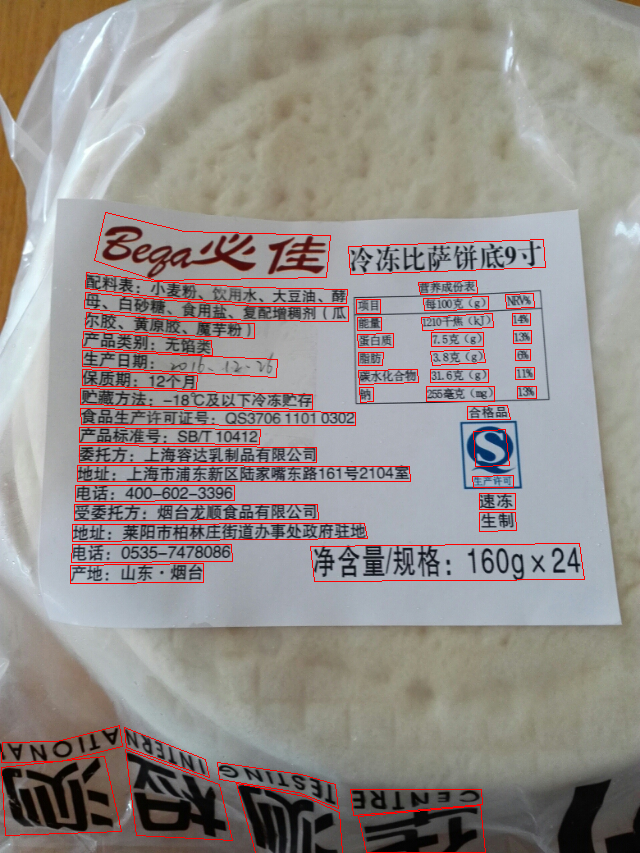 Beqa必佳
冷冻比萨饼底9寸
配料表：小麦粉、饮用水、大豆油、酵
母、白砂糖、食用盐、复配增稠剂（瓜
尔胶、黄原胶、魔芋粉）
产品类别：无馅类
生产日期：2016.12.26
保质期：12个月
贮藏方法：-18℃及以下冷冻贮存
食品生产许可证号：QS3706 1101 0302
产品标准号：SB/T 10412
委托方：上海容达乳制品有限公司
地址：上海市浦东新区陆家嘴东路161号2104室
电话：400-602-3396
受委托方：烟台龙顺食品有限公司
地址：莱阳市柏林庄街道办事处政府驻地
电话：0535-7478086
产地：山东·烟台
营养成份表
项目 每100克（g） NRV%
能量 1210千焦（kJ） 14%
蛋白质 7.5克（g） 13%
脂肪 3.8克（g） 6%
碳水化合物 31.6克（g） 11%
钠 255毫克（mg） 13%
合格品
S
生产许可
速冻
生制
净含量/规格：160g×24
INTERNATIONAL
TESTING
CENTRE
检测
测